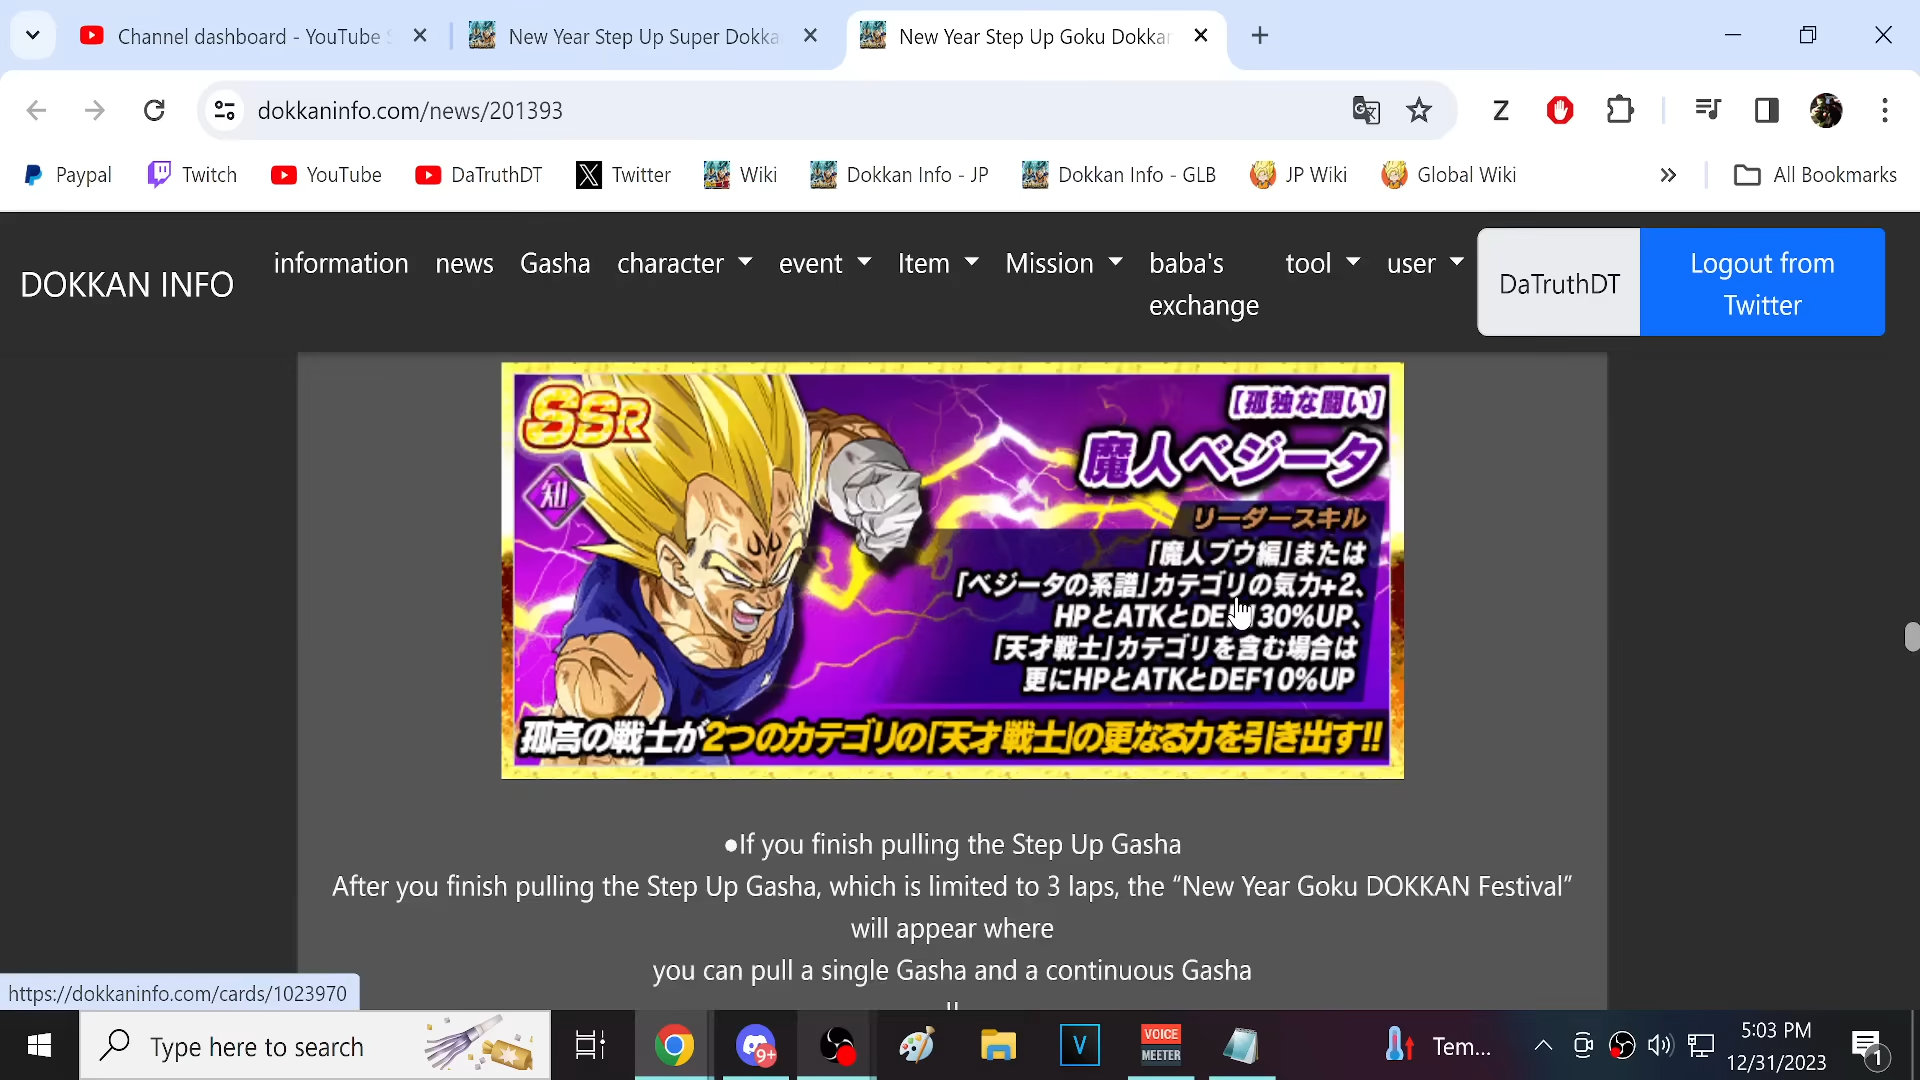 Channel dashboard - YouTube S
New Year Step Up Super Dokka
New Year Step Up Goku Dokkan
dokkaninfo.com/news/201393
Z
Paypal
Twitch
YouTube
DaTruthDT
Twitter
Wiki
Dokkan Info - JP
Dokkan Info - GLB
JP Wiki
Global Wiki
All Bookmarks
DOKKAN INFO
information
news
Gasha
character
event
Item
Mission
baba's
exchange
tool
user
DaTruthDT
Logout from
Twitter
SSR
知
【孤独な闘い】
魔人ベジータ
リーダースキル
「魔人ブウ編」または
「ベジータの系譜」カテゴリの気力+2、
HPとATKとDEF130%UP、
「天才戦士」カテゴリを含む場合は
更にHPとATKとDEF10%UP
孤高の戦士が2つのカテゴリの「天才戦士」の更なる力を引き出す!!
●If you finish pulling the Step Up Gasha
After you finish pulling the Step Up Gasha, which is limited to 3 laps, the “New Year Goku DOKKAN Festival”
will appear where
you can pull a single Gasha and a continuous Gasha
https://dokkaninfo.com/cards/1023970
Type here to search
9+
V
VOICE
MEETER
Tem...
5:03 PM
12/31/2023
1